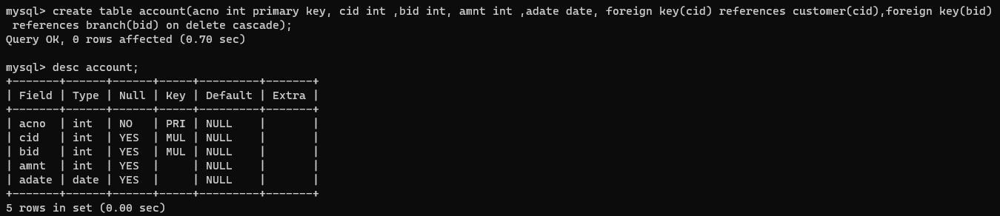 mysql> create table account(acno int primary key, cid int ,bid int, amnt int ,adate date, foreign key(cid) references customer(cid),foreign key(bid)
 references branch(bid) on delete cascade);
Query OK, 0 rows affected (0.70 sec)

mysql> desc account;
+-------+------+------+-----+---------+-------+
| Field | Type | Null | Key | Default | Extra |
+-------+------+------+-----+---------+-------+
| acno  | int  | NO   | PRI | NULL    |       |
| cid   | int  | YES  | MUL | NULL    |       |
| bid   | int  | YES  | MUL | NULL    |       |
| amnt  | int  | YES  |     | NULL    |       |
| adate | date | YES  |     | NULL    |       |
+-------+------+------+-----+---------+-------+
5 rows in set (0.00 sec)